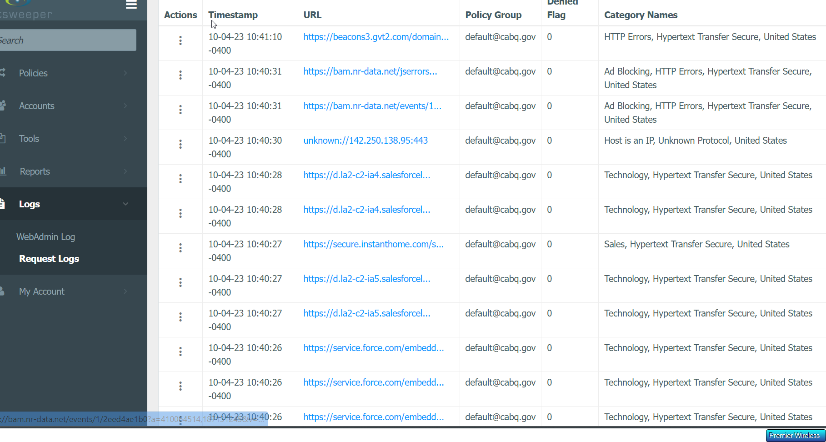 Denied
Actions Timestamp URL Policy Group Flag Category Names
ksweeper
Search
Policies
Accounts
Tools
Reports
Logs
WebAdmin Log
Request Logs
My Account
10-04-23 10:41:10 https://beacons3.gvt2.com/domain... default@cabq.gov 0 HTTP Errors, Hypertext Transfer Secure, United States
-0400
10-04-23 10:40:31 https://bam.nr-data.net/jserrors... default@cabq.gov 0 Ad Blocking, HTTP Errors, Hypertext Transfer Secure,
-0400 United States
10-04-23 10:40:31 https://bam.nr-data.net/events/1... default@cabq.gov 0 Ad Blocking, HTTP Errors, Hypertext Transfer Secure,
-0400 United States
10-04-23 10:40:30 unknown://142.250.138.95:443 default@cabq.gov 0 Host is an IP, Unknown Protocol, United States
-0400
10-04-23 10:40:28 https://d.la2-c2-ia4.salesforcel... default@cabq.gov 0 Technology, Hypertext Transfer Secure, United States
-0400
10-04-23 10:40:28 https://d.la2-c2-ia4.salesforcel... default@cabq.gov 0 Technology, Hypertext Transfer Secure, United States
-0400
10-04-23 10:40:27 https://secure.instanthome.com/s... default@cabq.gov 0 Sales, Hypertext Transfer Secure, United States
-0400
10-04-23 10:40:27 https://d.la2-c2-ia5.salesforcel... default@cabq.gov 0 Technology, Hypertext Transfer Secure, United States
-0400
10-04-23 10:40:27 https://d.la2-c2-ia5.salesforcel... default@cabq.gov 0 Technology, Hypertext Transfer Secure, United States
-0400
10-04-23 10:40:26 https://service.force.com/embedd... default@cabq.gov 0 Technology, Hypertext Transfer Secure, United States
-0400
10-04-23 10:40:26 https://service.force.com/embedd... default@cabq.gov 0 Technology, Hypertext Transfer Secure, United States
-0400
10-04-23 10:40:26 https://service.force.com/embedd... default@cabq.gov 0 Technology, Hypertext Transfer Secure, United States
Premier Wireless